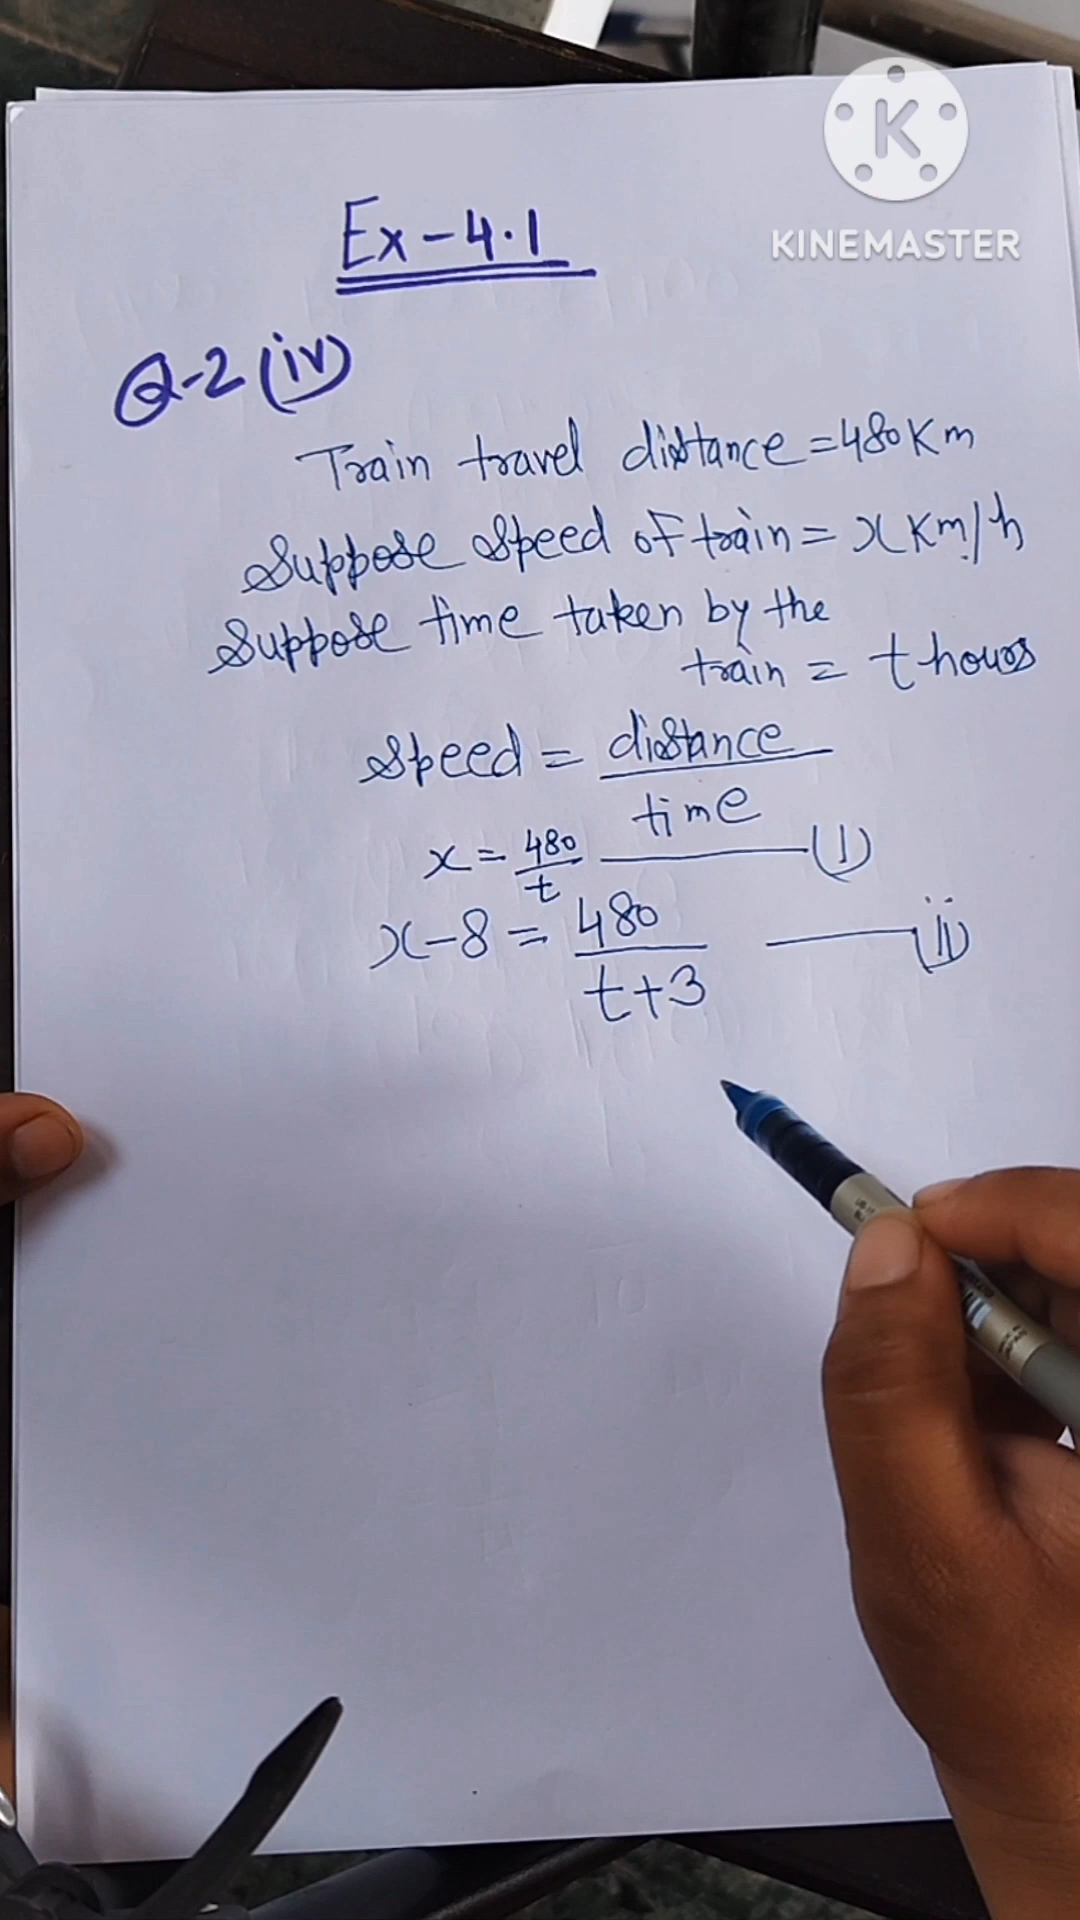 KINEMASTER
Ex-4.1
Q-2 (iv)
Train travel distance = 480 Km
Suppose speed of train = x Km/h
Suppose time taken by the
train = t hours
Speed = distance / time
x = 480/t (I)
x-8 = 480 / t+3 (ii)